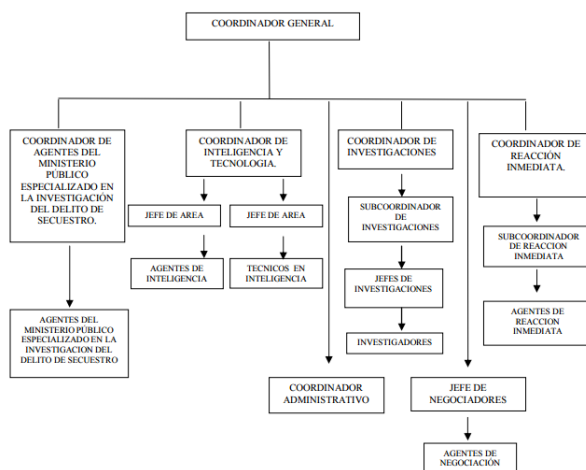 COORDINADOR GENERAL
COORDINADOR DE
AGENTES DEL
MINISTERIO
PÚBLICO
ESPECIALIZADO EN
LA INVESTIGACIÓN
DEL DELITO DE
SECUESTRO.
COORDINADOR DE
INTELIGENCIA Y
TECNOLOGIA.
COORDINADOR DE
INVESTIGACIONES
COORDINADOR
DE REACCIÓN
INMEDIATA.
JEFE DE AREA
JEFE DE AREA
SUBCOORDINADOR
DE
INVESTIGACIONES
SUBCOORDINADOR
DE REACCION
INMEDIATA
AGENTES DE
INTELIGENCIA
TECNICOS EN
INTELIGENCIA
JEFES DE
INVESTIGACIONES
AGENTES DEL
MINISTERIO PÚBLICO
ESPECIALIZADO EN LA
INVESTIGACION DEL
DELITO DE SECUESTRO
AGENTES DE
REACCION
INMEDIATA
INVESTIGADORES
COORDINADOR
ADMINISTRATIVO
JEFE DE
NEGOCIADORES
AGENTES DE
NEGOCIACIÓN